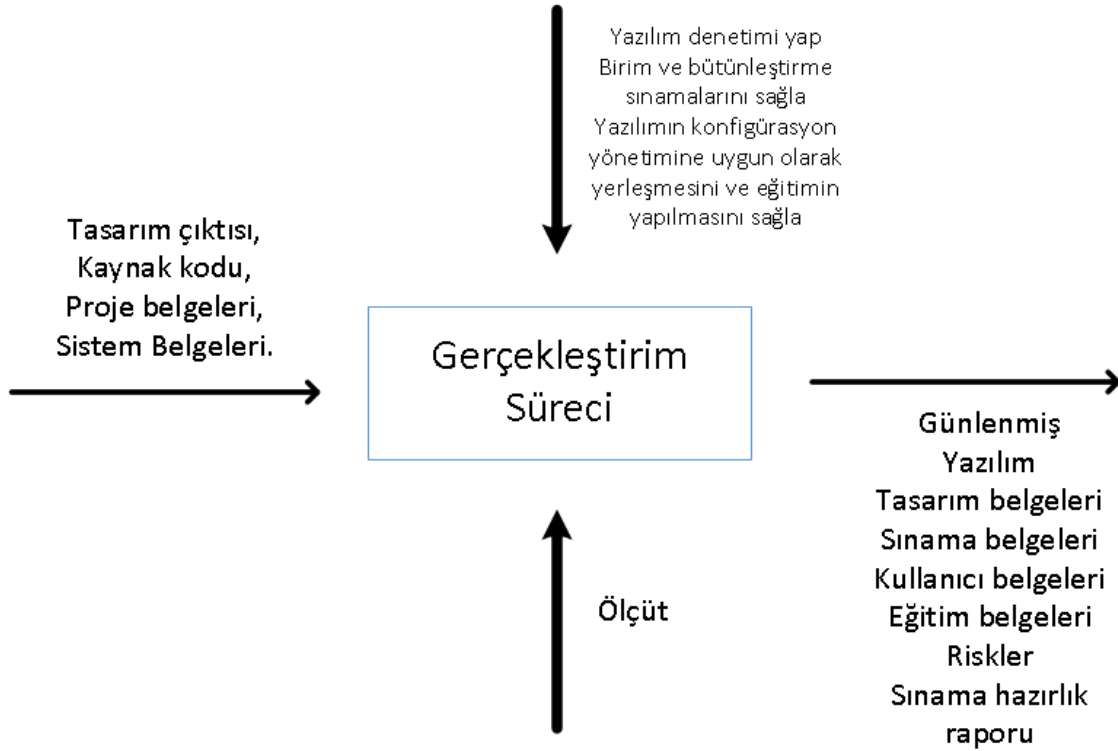 Yazılım denetimi yap
Birim ve bütünleştirme
sınamalarını sağla
Yazılımın konfigürasyon
yönetimine uygun olarak
yerleşmesini ve eğitimin
yapılmasını sağla
Tasarım çıktısı,
Kaynak kodu,
Proje belgeleri,
Sistem Belgeleri.
Gerçekleştirim
Süreci
Günlenmiş
Yazılım
Tasarım belgeleri
Sınama belgeleri
Kullanıcı belgeleri
Eğitim belgeleri
Riskler
Sınama hazırlık
raporu
Ölçüt